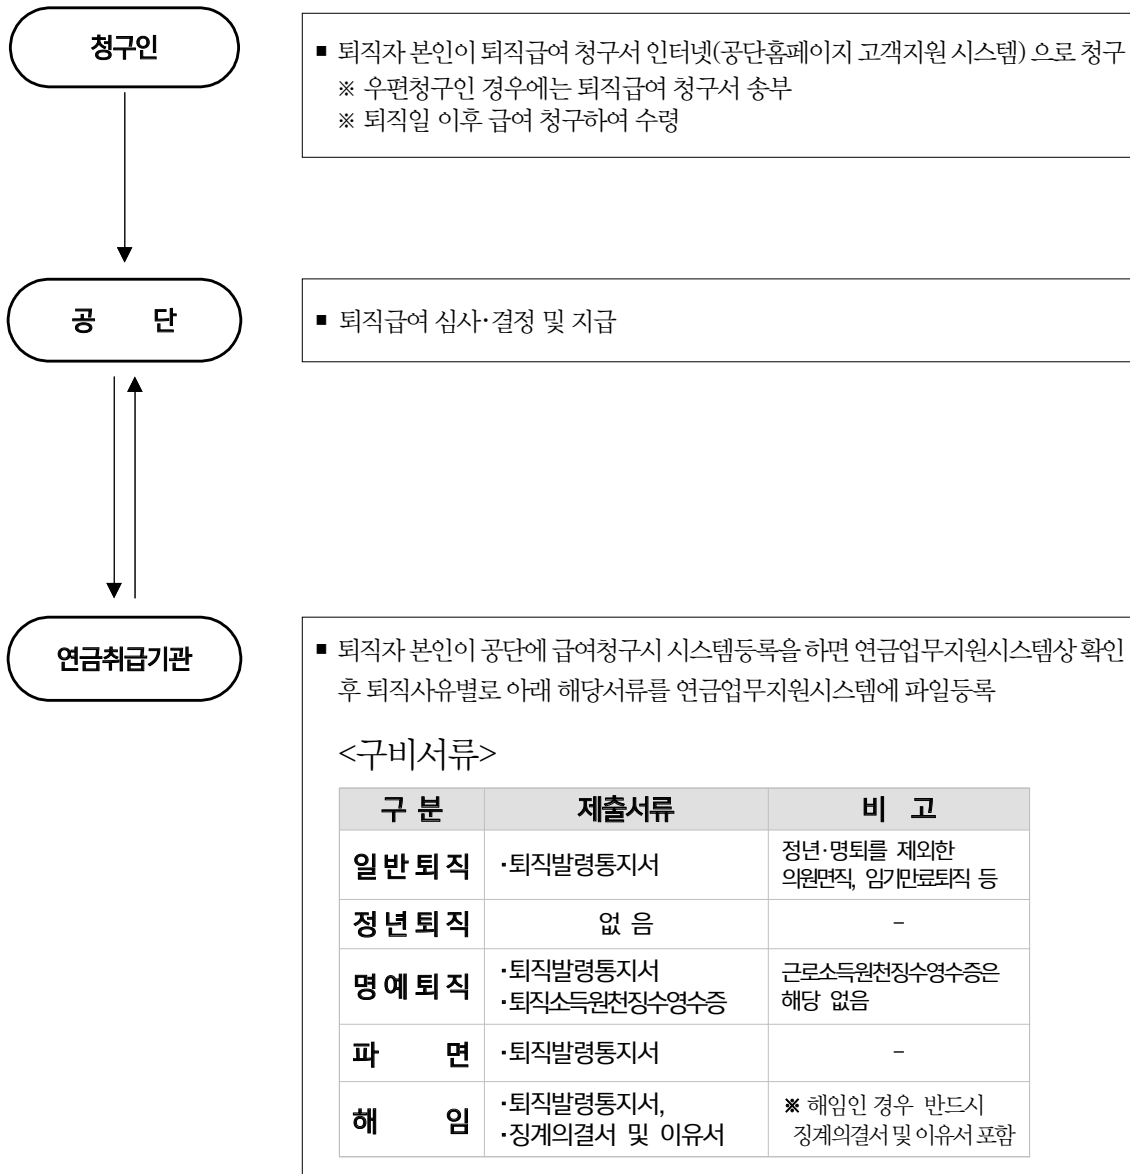 청구인
■ 퇴직자 본인이 퇴직급여 청구서 인터넷(공단홈페이지 고객지원 시스템) 으로 청구
※ 우편청구인 경우에는 퇴직급여 청구서 송부
※ 퇴직일 이후 급여 청구하여 수령
공 단
■ 퇴직급여 심사·결정 및 지급
연금취급기관
■ 퇴직자 본인이 공단에 급여청구시 시스템등록을 하면 연금업무지원시스템상 확인
후 퇴직사유별로 아래 해당서류를 연금업무지원시스템에 파일등록
<구비서류>
구 분 제출서류 비 고
일반퇴직 ·퇴직발령통지서 정년·명퇴를 제외한
의원면직, 임기만료퇴직 등
정년퇴직 없 음 -
명예퇴직 ·퇴직발령통지서 근로소득원천징수영수증은
·퇴직소득원천징수영수증 해당 없음
파 면 ·퇴직발령통지서 -
해 임 ·퇴직발령통지서, ※ 해임인 경우 반드시
·징계의결서 및 이유서 징계의결서 및 이유서 포함